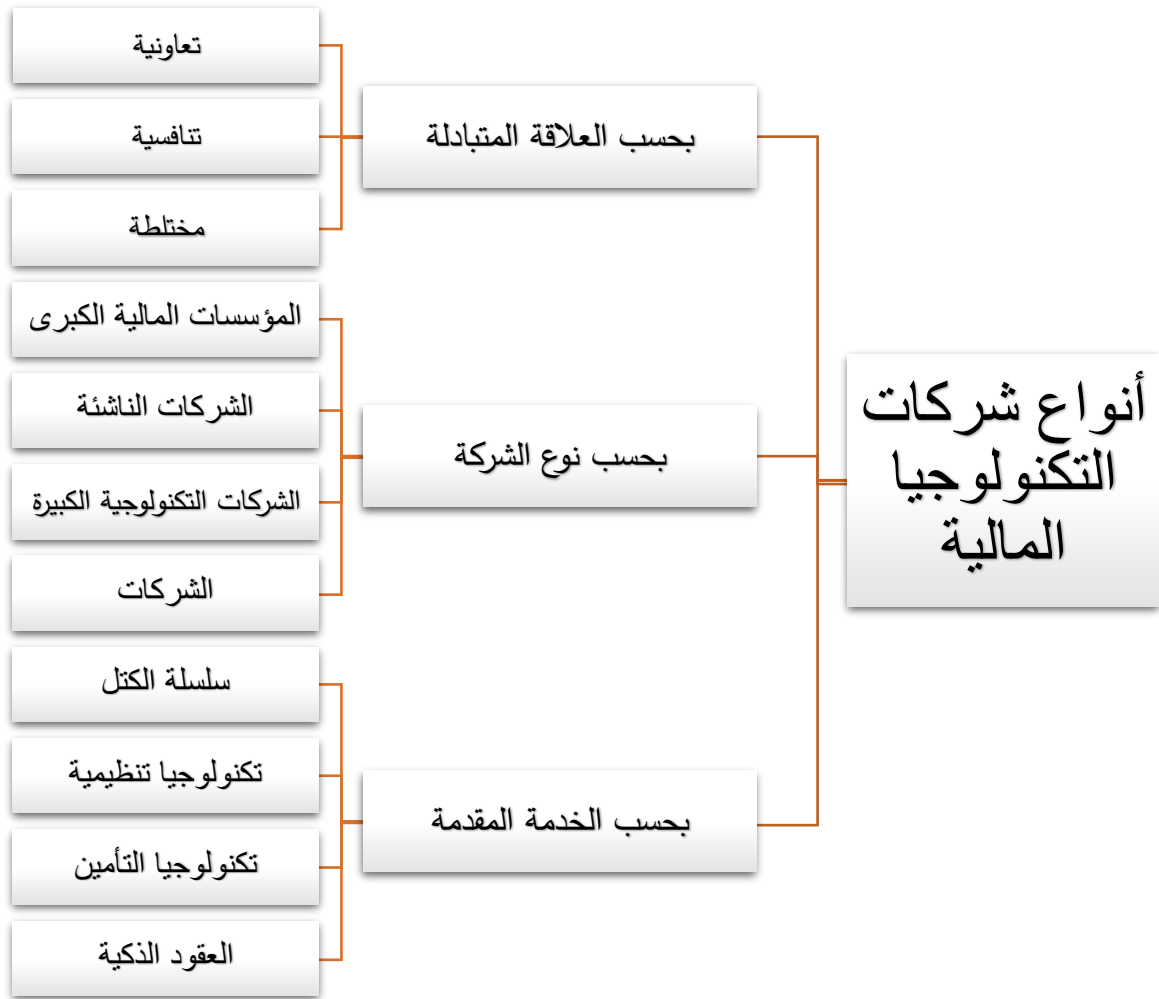 أنواع شركات
التكنولوجيا
المالية
بحسب العلاقة المتبادلة
تعاونية
تنافسية
مختلطة
بحسب نوع الشركة
المؤسسات المالية الكبرى
الشركات الناشئة
الشركات التكنولوجية الكبيرة
الشركات
بحسب الخدمة المقدمة
سلسلة الكتل
تكنولوجيا تنظيمية
تكنولوجيا التأمين
العقود الذكية